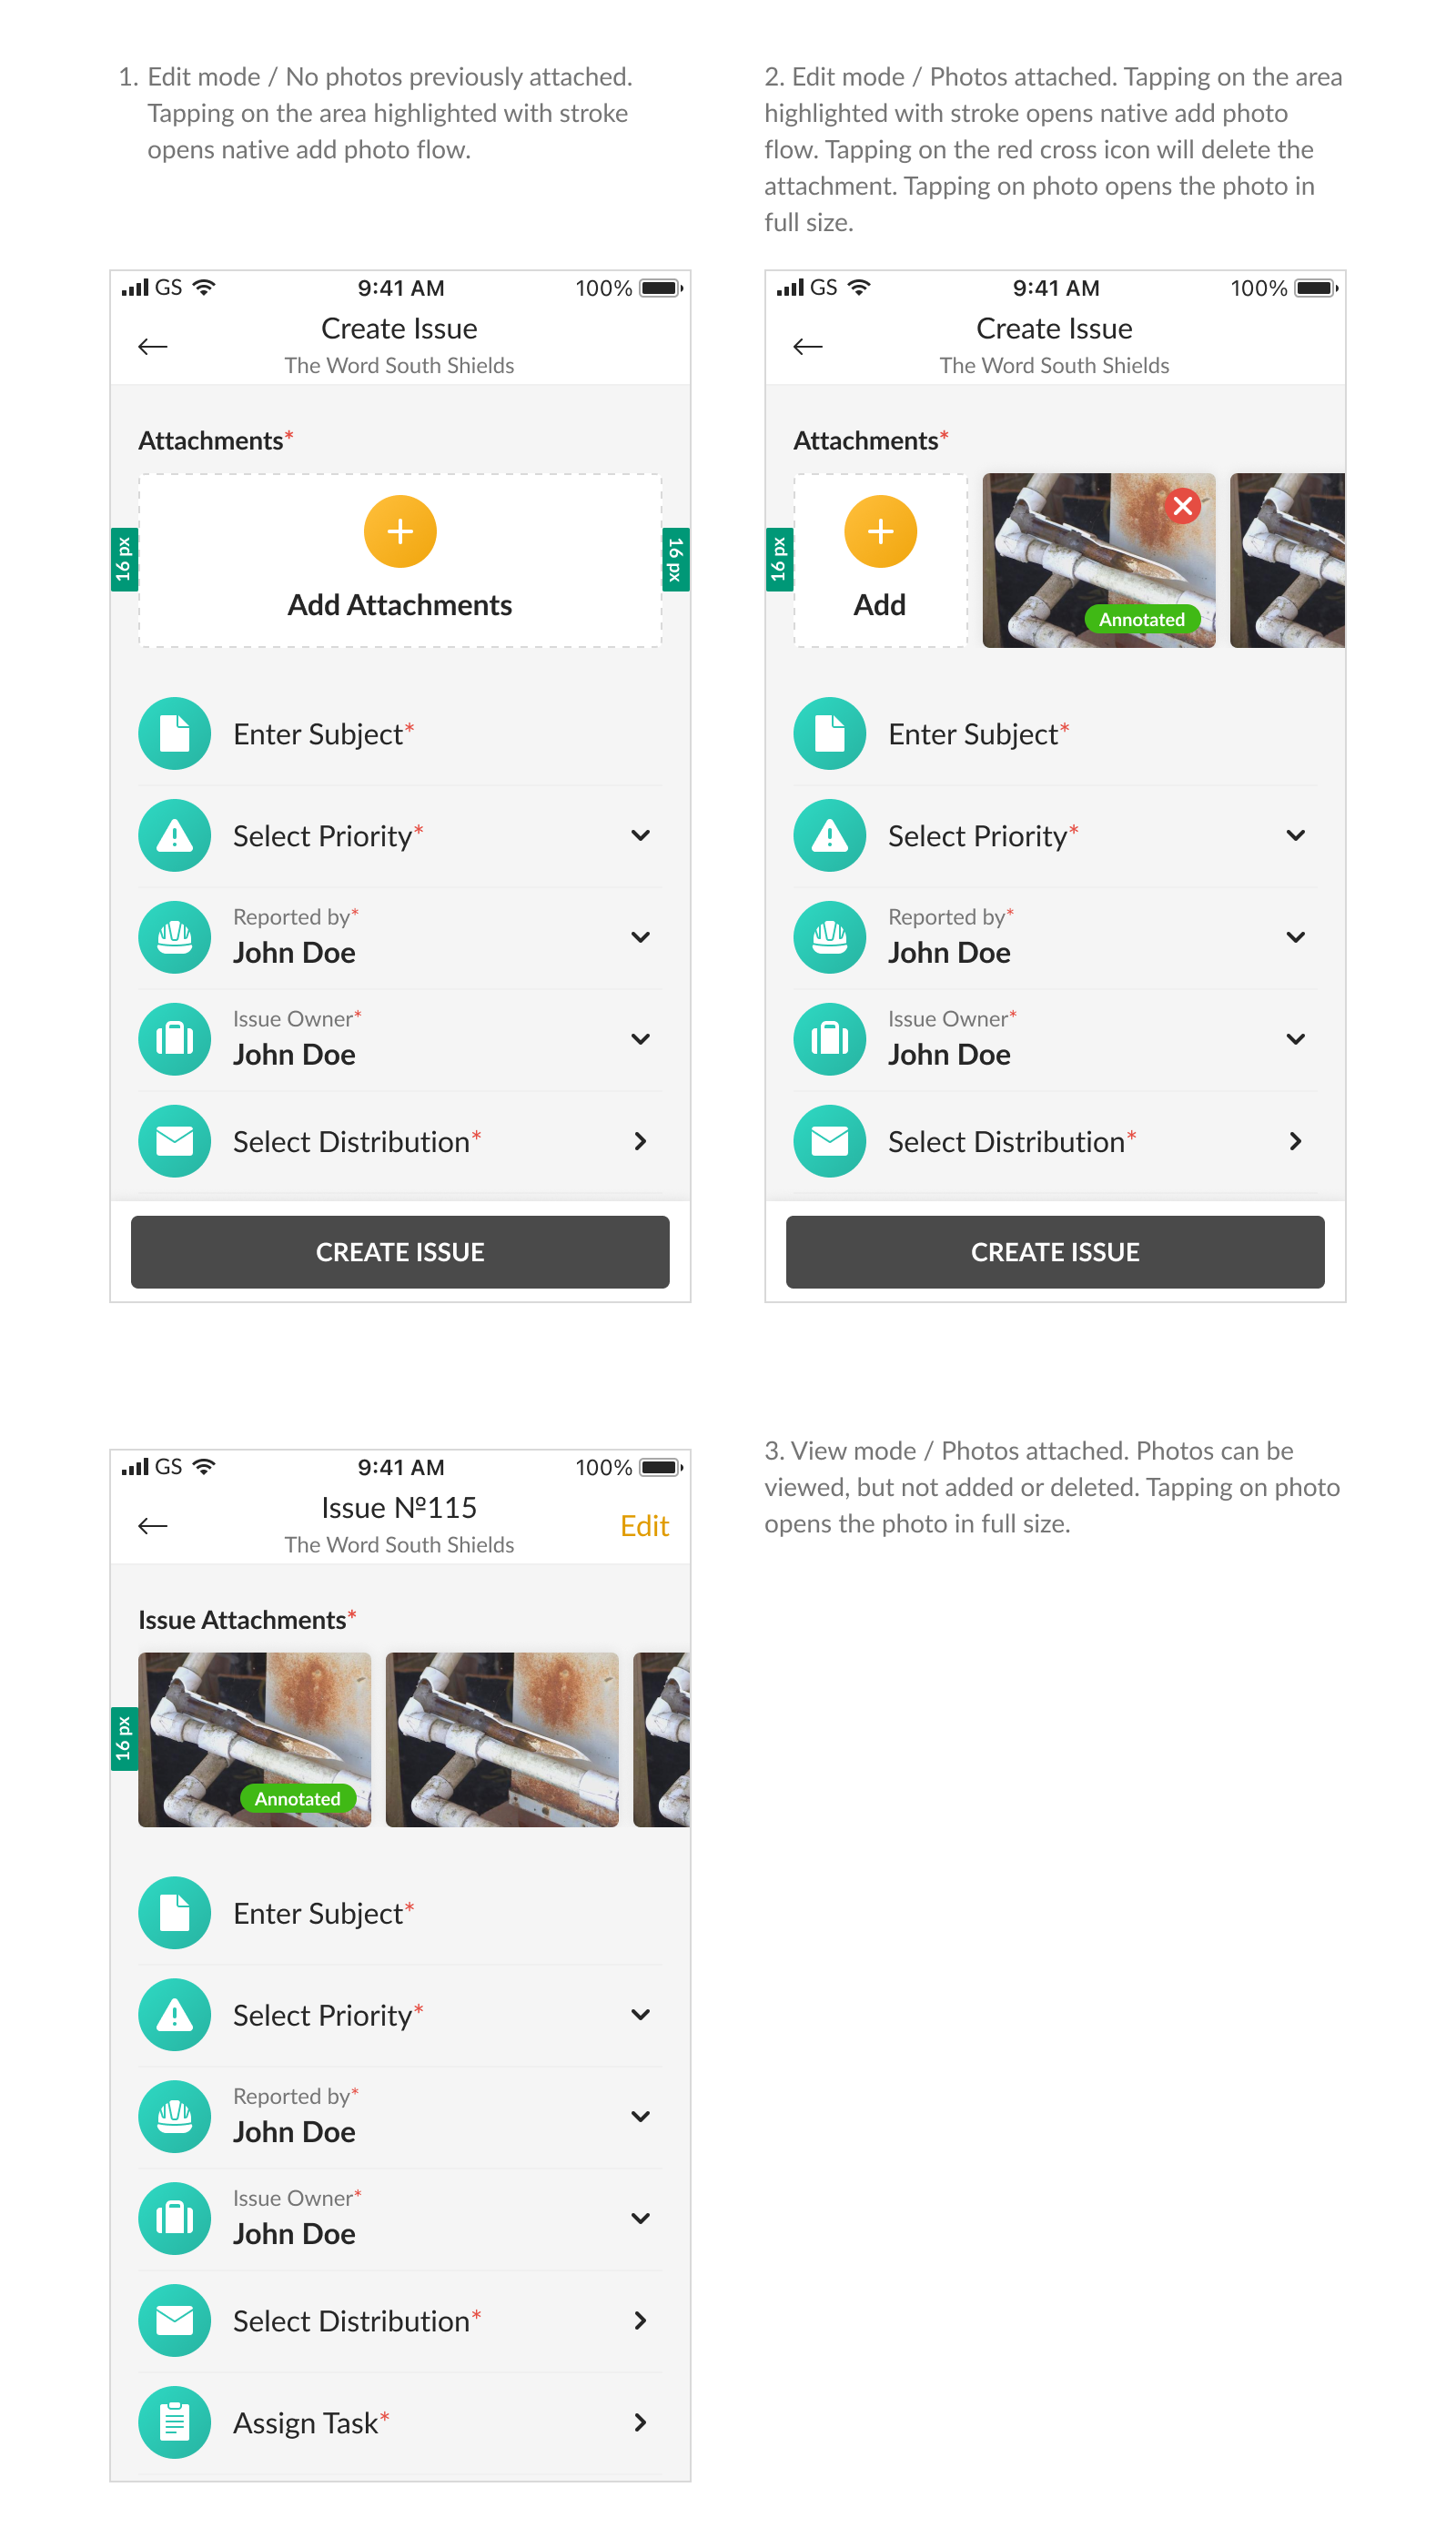 1. Edit mode / No photos previously attached.
Tapping on the area highlighted with stroke
opens native add photo flow.
2. Edit mode / Photos attached. Tapping on the area
highlighted with stroke opens native add photo
flow. Tapping on the red cross icon will delete the
attachment. Tapping on photo opens the photo in
full size.
GS 9:41 AM 100%
Create Issue
The Word South Shields
Attachments*
16 px
16 px
Add Attachments
Enter Subject*
Select Priority*
Reported by*
John Doe
Issue Owner*
John Doe
Select Distribution*
CREATE ISSUE
GS 9:41 AM 100%
Create Issue
The Word South Shields
Attachments*
16 px
Add
Annotated
Enter Subject*
Select Priority*
Reported by*
John Doe
Issue Owner*
John Doe
Select Distribution*
CREATE ISSUE
GS 9:41 AM 100%
Issue №115
Edit
The Word South Shields
Issue Attachments*
16 px
Annotated
Enter Subject*
Select Priority*
Reported by*
John Doe
Issue Owner*
John Doe
Select Distribution*
Assign Task*
3. View mode / Photos attached. Photos can be
viewed, but not added or deleted. Tapping on photo
opens the photo in full size.